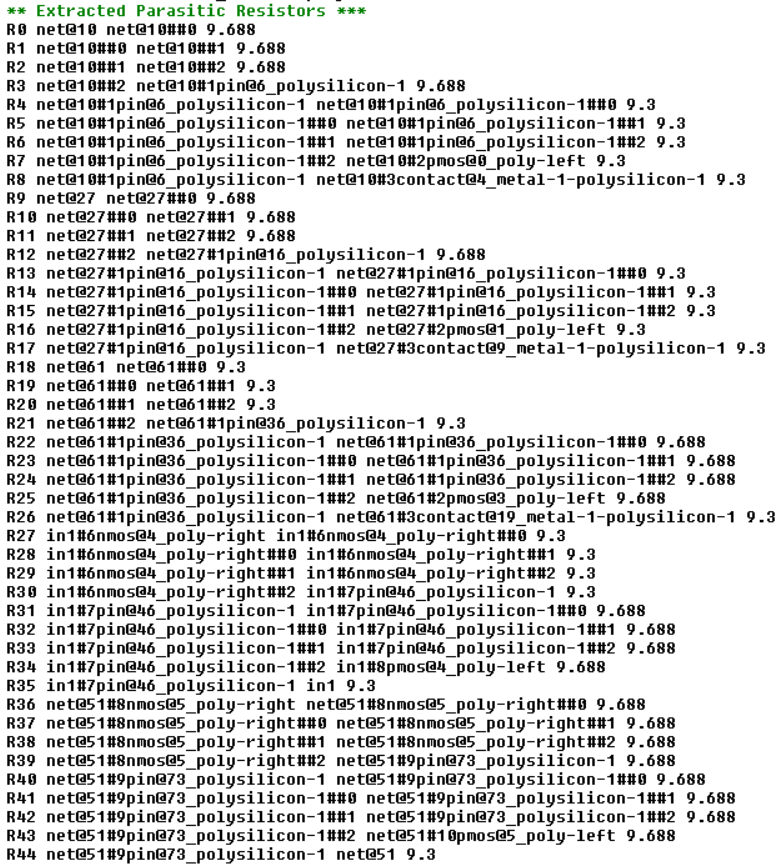 ** Extracted Parasitic Resistors ***
R0 net@10 net@10##0 9.688
R1 net@10##0 net@10##1 9.688
R2 net@10##1 net@10##2 9.688
R3 net@10##2 net@10#1pin@6_polysilicon-1 9.688
R4 net@10#1pin@6_polysilicon-1 net@10#1pin@6_polysilicon-1##0 9.3
R5 net@10#1pin@6_polysilicon-1##0 net@10#1pin@6_polysilicon-1##1 9.3
R6 net@10#1pin@6_polysilicon-1##1 net@10#1pin@6_polysilicon-1##2 9.3
R7 net@10#1pin@6_polysilicon-1##2 net@10#2pmos@0_poly-left 9.3
R8 net@10#1pin@6_polysilicon-1 net@10#3contact@4_metal-1-polysilicon-1 9.3
R9 net@27 net@27##0 9.688
R10 net@27##0 net@27##1 9.688
R11 net@27##1 net@27##2 9.688
R12 net@27##2 net@27#1pin@16_polysilicon-1 9.688
R13 net@27#1pin@16_polysilicon-1 net@27#1pin@16_polysilicon-1##0 9.3
R14 net@27#1pin@16_polysilicon-1##0 net@27#1pin@16_polysilicon-1##1 9.3
R15 net@27#1pin@16_polysilicon-1##1 net@27#1pin@16_polysilicon-1##2 9.3
R16 net@27#1pin@16_polysilicon-1##2 net@27#2pmos@1_poly-left 9.3
R17 net@27#1pin@16_polysilicon-1 net@27#3contact@9_metal-1-polysilicon-1 9.3
R18 net@61 net@61##0 9.3
R19 net@61##0 net@61##1 9.3
R20 net@61##1 net@61##2 9.3
R21 net@61##2 net@61#1pin@36_polysilicon-1 9.3
R22 net@61#1pin@36_polysilicon-1 net@61#1pin@36_polysilicon-1##0 9.688
R23 net@61#1pin@36_polysilicon-1##0 net@61#1pin@36_polysilicon-1##1 9.688
R24 net@61#1pin@36_polysilicon-1##1 net@61#1pin@36_polysilicon-1##2 9.688
R25 net@61#1pin@36_polysilicon-1##2 net@61#2pmos@3_poly-left 9.688
R26 net@61#1pin@36_polysilicon-1 net@61#3contact@19_metal-1-polysilicon-1 9.3
R27 in1#6nmos@4_poly-right in1#6nmos@4_poly-right##0 9.3
R28 in1#6nmos@4_poly-right##0 in1#6nmos@4_poly-right##1 9.3
R29 in1#6nmos@4_poly-right##1 in1#6nmos@4_poly-right##2 9.3
R30 in1#6nmos@4_poly-right##2 in1#7pin@46_polysilicon-1 9.3
R31 in1#7pin@46_polysilicon-1 in1#7pin@46_polysilicon-1##0 9.688
R32 in1#7pin@46_polysilicon-1##0 in1#7pin@46_polysilicon-1##1 9.688
R33 in1#7pin@46_polysilicon-1##1 in1#7pin@46_polysilicon-1##2 9.688
R34 in1#7pin@46_polysilicon-1##2 in1#8pmos@4_poly-left 9.688
R35 in1#7pin@46_polysilicon-1 in1 9.3
R36 net@51#8nmos@5_poly-right net@51#8nmos@5_poly-right##0 9.688
R37 net@51#8nmos@5_poly-right##0 net@51#8nmos@5_poly-right##1 9.688
R38 net@51#8nmos@5_poly-right##1 net@51#8nmos@5_poly-right##2 9.688
R39 net@51#8nmos@5_poly-right##2 net@51#9pin@73_polysilicon-1 9.688
R40 net@51#9pin@73_polysilicon-1 net@51#9pin@73_polysilicon-1##0 9.688
R41 net@51#9pin@73_polysilicon-1##0 net@51#9pin@73_polysilicon-1##1 9.688
R42 net@51#9pin@73_polysilicon-1##1 net@51#9pin@73_polysilicon-1##2 9.688
R43 net@51#9pin@73_polysilicon-1##2 net@51#10pmos@5_poly-left 9.688
R44 net@51#9pin@73_polysilicon-1 net@51 9.3